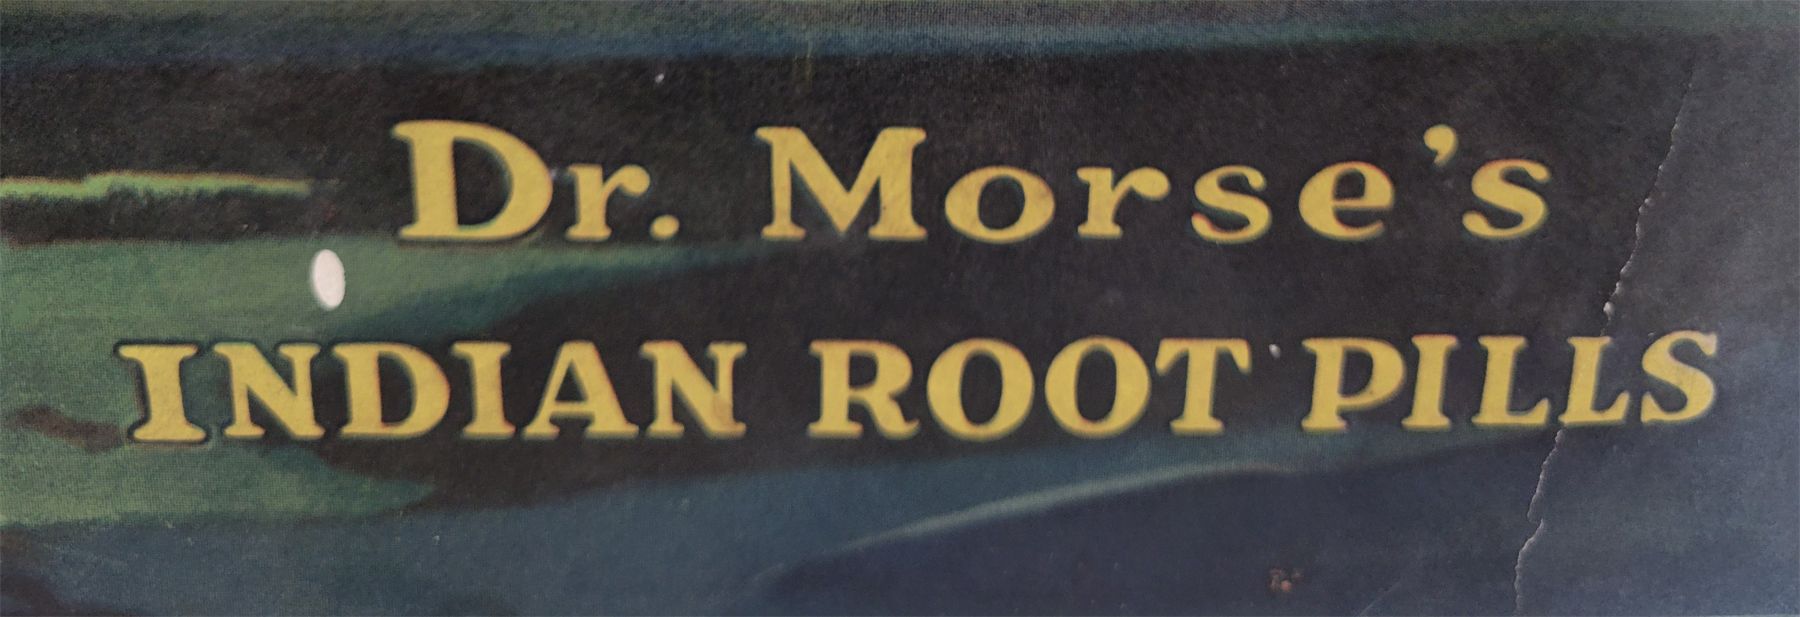 Dr. Morse's
INDIAN ROOT PILLS